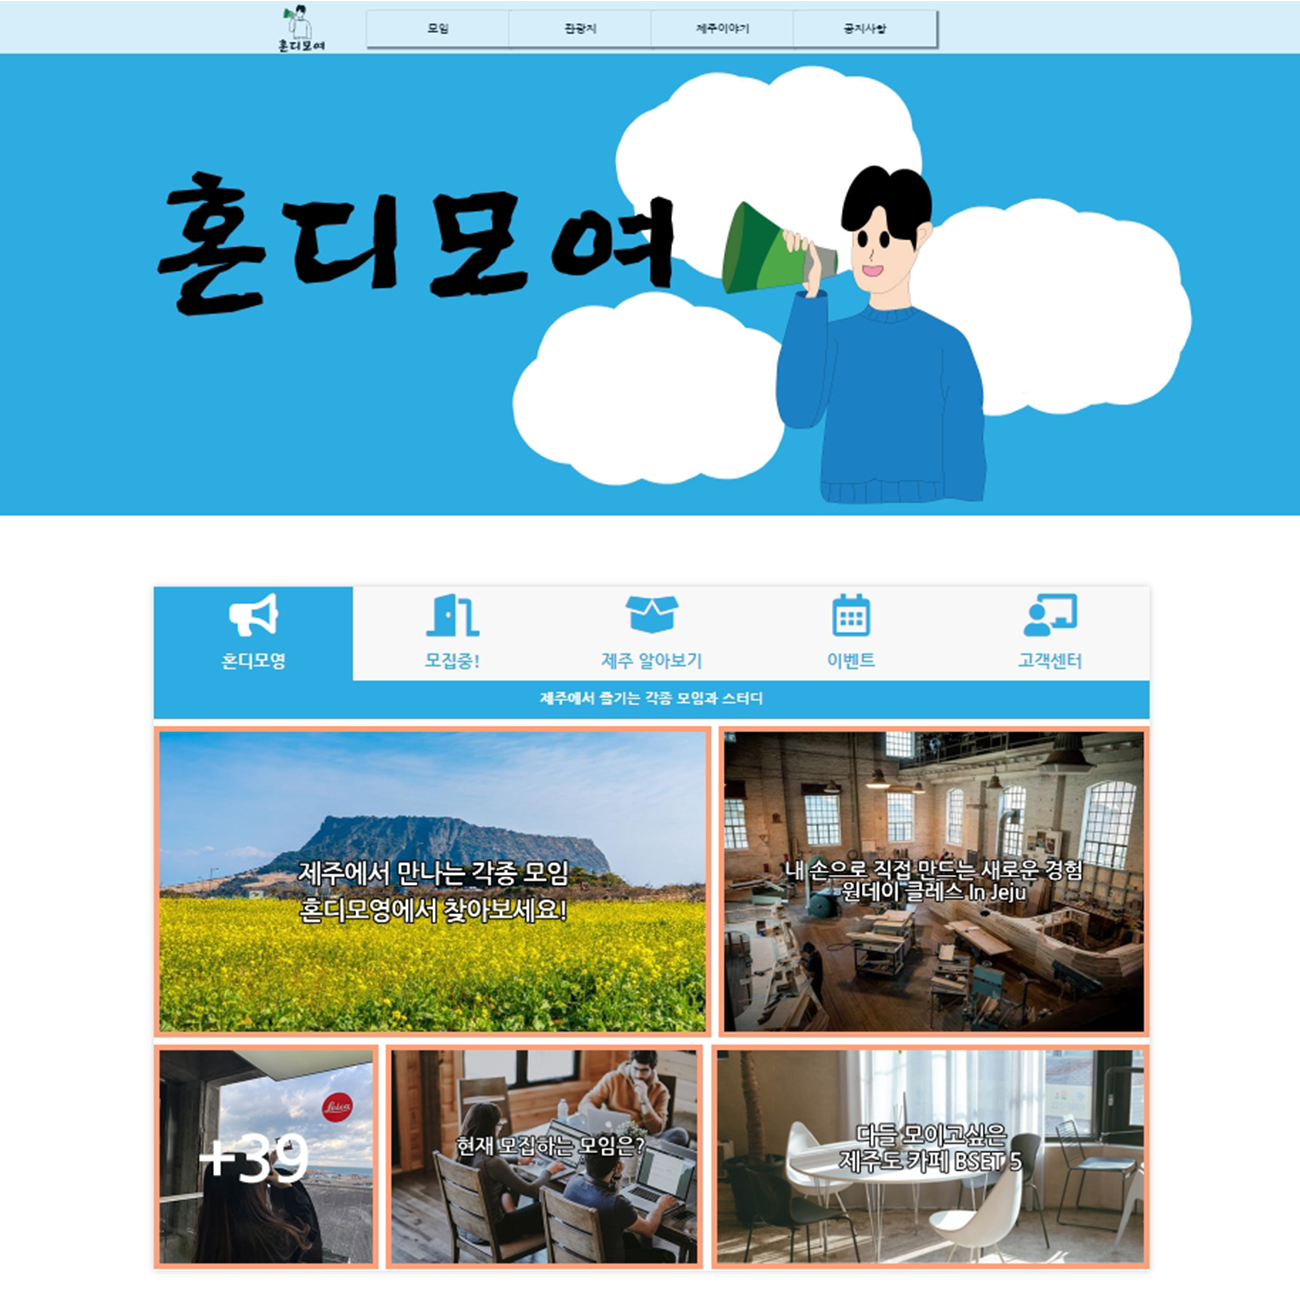 혼디모여
모임
관광지
제주이야기
공지사항
혼디모여
혼디모영
모집중!
제주 알아보기
이벤트
고객센터
제주에서 즐기는 각종 모임과 스터디
제주에서 만나는 각종 모임
혼디모영에서 찾아보세요!
내 손으로 직접 만드는 새로운 경험
원데이 클레스 In Jeju
Leica
+39
현재 모집하는 모임은?
다들 모이고싶은
제주도 카페 BSET 5